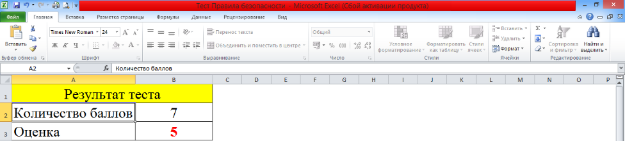 Тест Правила безопасности - Microsoft Excel (Сбой активации продукта)
Файл Главная Вставка Разметка страницы Формулы Данные Рецензирование Вид
Вставить Times New Roman 24 Перенос текста Общий Условное форматирование Форматировать как таблицу Стили ячеек Вставить Удалить Формат Сортировка и фильтр Найти и выделить
Ж К Ч Объединить и поместить в центре
Буфер обмена Шрифт Выравнивание Число Стили Ячейки Редактирование
A2 fx Количество баллов
A B C D E F G H I J K L M N O P
1 Результат теста
2 Количество баллов 7
3 Оценка 5